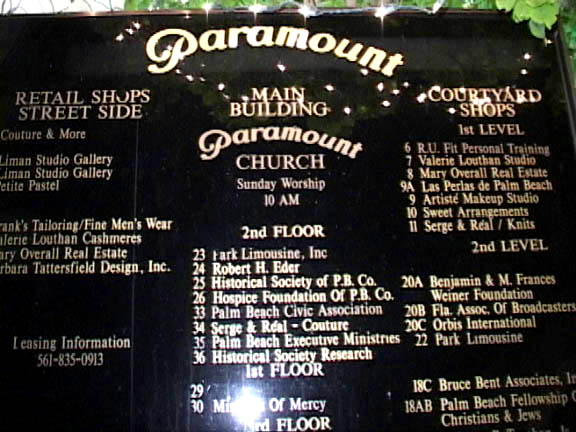 Paramount
RETAIL SHOPS
STREET SIDE
Couture & More
Liman Studio Gallery
Liman Studio Gallery
Petite Pastel
rank's Tailoring/Fine Men's Wear
alerie Louthan Cashmeres
ary Overall Real Estate
rbara Tattersfield Design, Inc.
Leasing Information
561-835-0913
MAIN
BUILDING
Paramount
CHURCH
Sunday Worship
10 AM
2nd FLOOR
23 Park Limousine, Inc
24 Robert H. Eder
25 Historical Society of P.B. Co.
26 Hospice Foundation Of P.B. Co.
33 Palm Beach Civic Association
34 Serge & Réal - Couture
35 Palm Beach Executive Ministries
36 Historical Society Research
1st FLOOR
29
30 Of Mercy
3rd FLOOR
COURTYARD
SHOPS
1st LEVEL
6 R.U. Fit Personal Training
7 Valerie Louthan Studio
8 Mary Overall Real Estate
9A Las Perlas de Palm Beach
9 Artisté Makeup Studio
10 Sweet Arrangements
11 Serge & Réal / Knits
2nd LEVEL
20A Benjamin & M. Frances
Weiner Foundation
20B Fla. Assoc. Of Broadcasters
20C Orbis International
22 Park Limousine
18C Bruce Bent Associates, In
18AB Palm Beach Fellowship
Christians & Jews